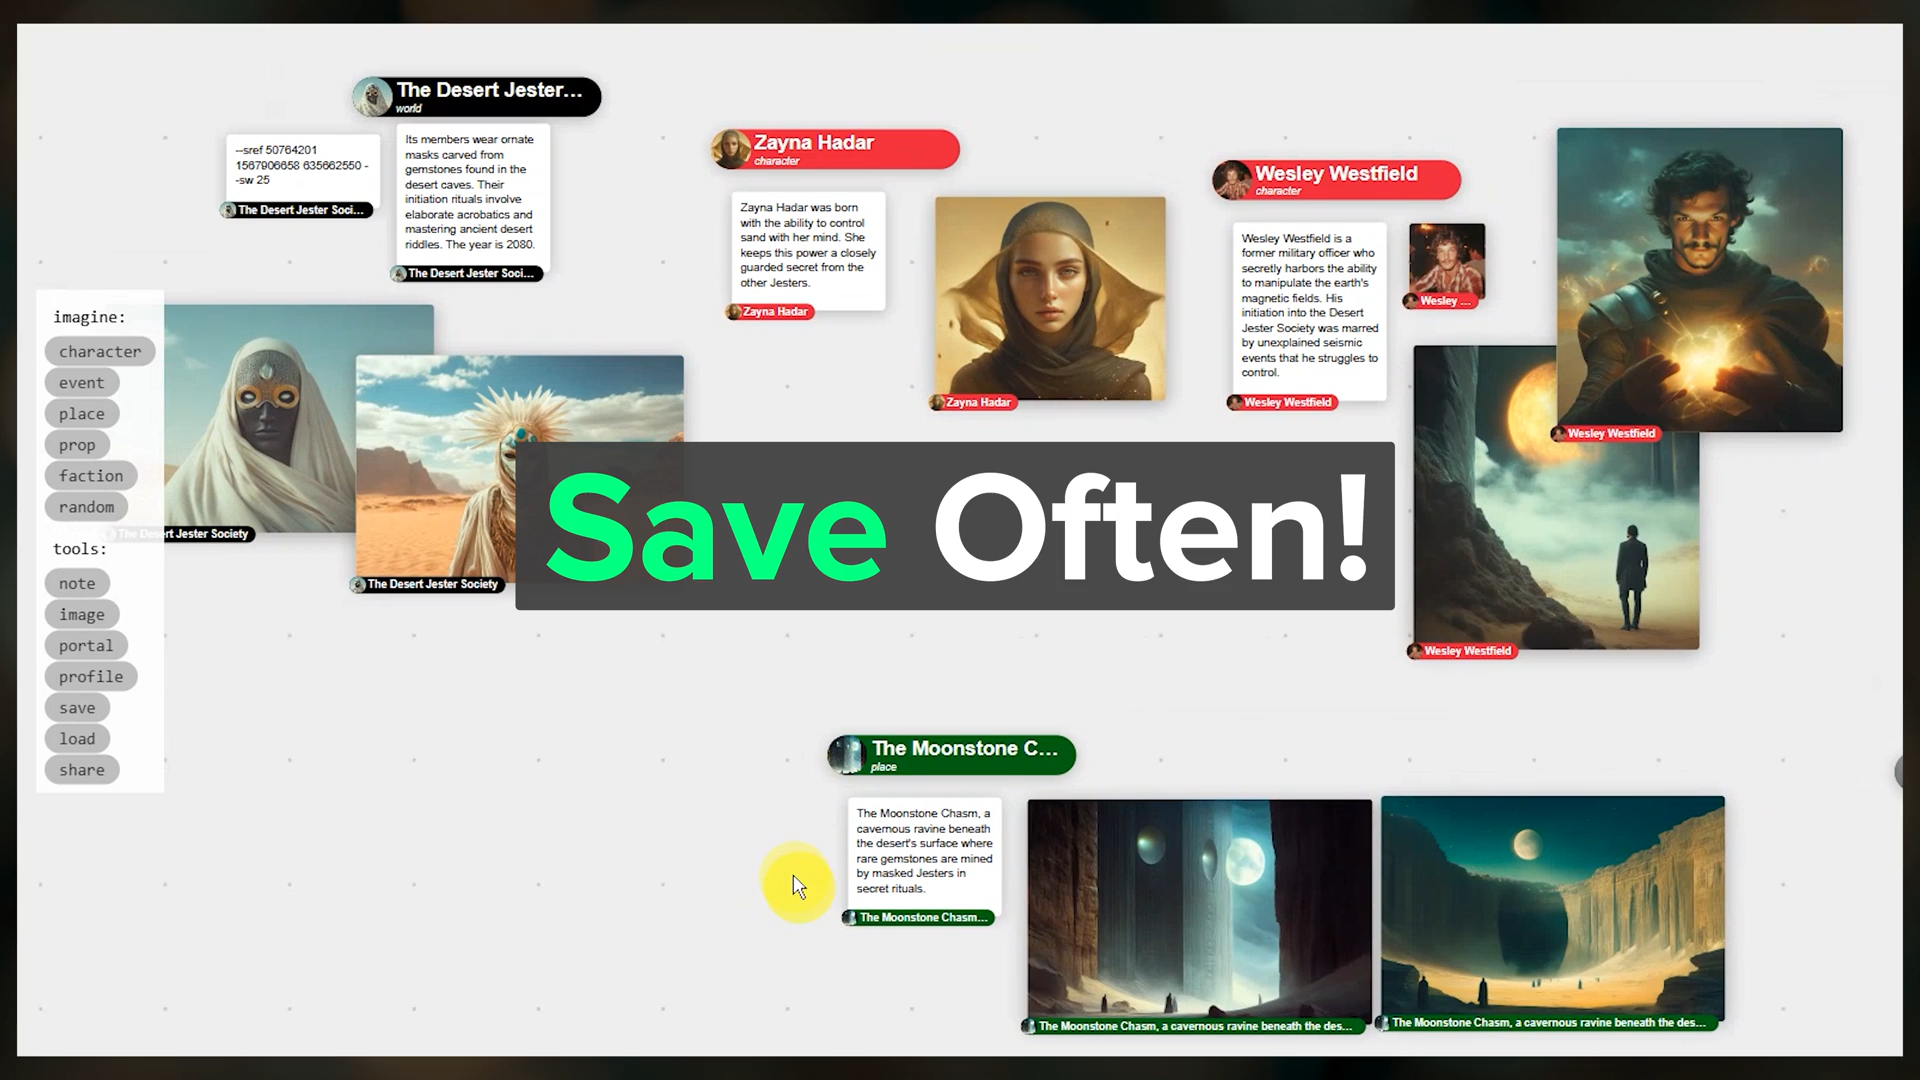 The Desert Jester...
world
--sref 50764201
1567906658 635662550 -
-sw 25
The Desert Jester Soci...
Its members wear ornate
masks carved from
gemstones found in the
desert caves. Their
initiation rituals involve
elaborate acrobatics and
mastering ancient desert
riddles. The year is 2080.
The Desert Jester Soci...
Zayna Hadar
character
Zayna Hadar was born
with the ability to control
sand with her mind. She
keeps this power a closely
guarded secret from the
other Jesters.
Zayna Hadar
Zayna Hadar
Wesley Westfield
character
Wesley Westfield is a
former military officer who
secretly harbors the ability
to manipulate the earth's
magnetic fields. His
initiation into the Desert
Jester Society was marred
by unexplained seismic
events that he struggles to
control.
Wesley Westfield
Wesley ...
Wesley Westfield
Wesley Westfield
imagine:
character
event
place
prop
faction
random
tools:
note
image
portal
profile
save
load
share
The Desert Jester Society
The Desert Jester Society
Save Often!
The Moonstone C...
place
The Moonstone Chasm, a
cavernous ravine beneath
the desert's surface where
rare gemstones are mined
by masked Jesters in
secret rituals.
The Moonstone Chasm...
The Moonstone Chasm, a cavernous ravine beneath the des...
The Moonstone Chasm, a cavernous ravine beneath the des...